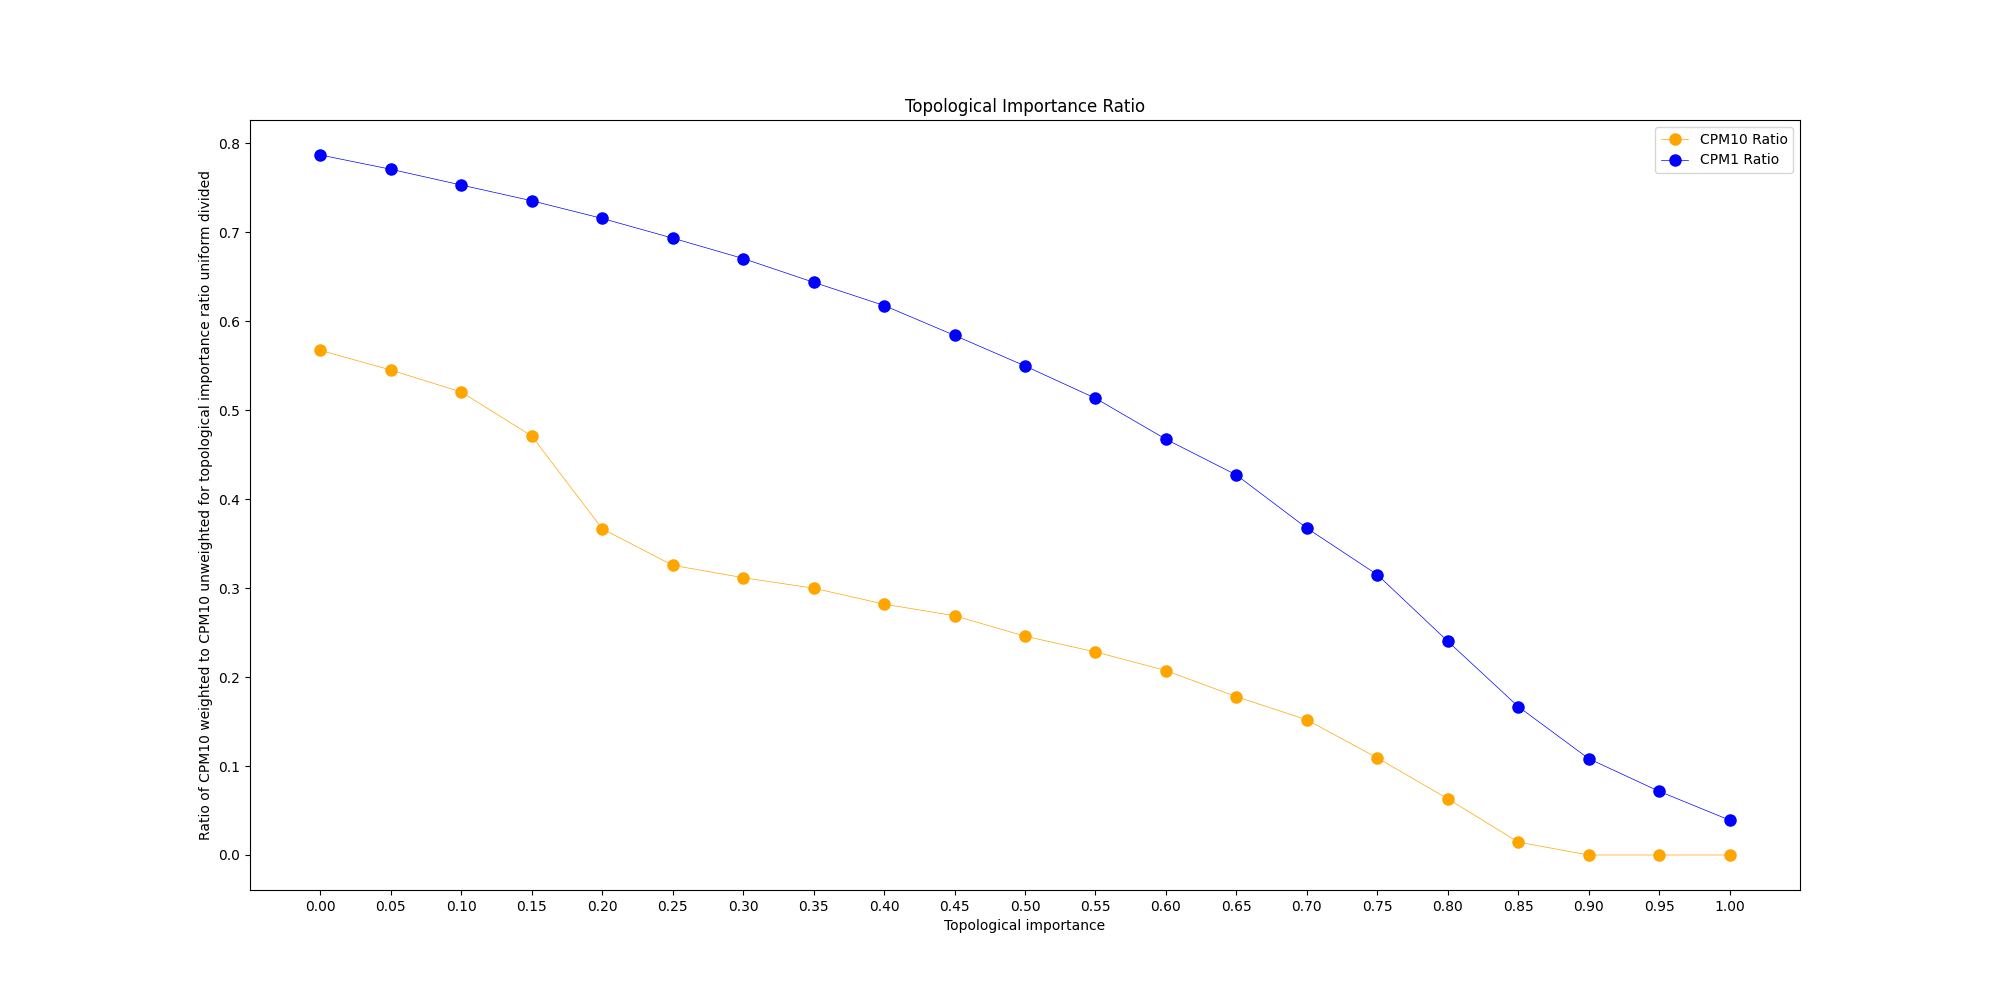 Topological Importance Ratio
CPM10 Ratio
CPM1 Ratio
Ratio of CPM10 weighted to CPM10 unweighted for topological importance ratio uniform divided
0.8
0.7
0.6
0.5
0.4
0.3
0.2
0.1
0.0
0.00 0.05 0.10 0.15 0.20 0.25 0.30 0.35 0.40 0.45 0.50 0.55 0.60 0.65 0.70 0.75 0.80 0.85 0.90 0.95 1.00
Topological importance